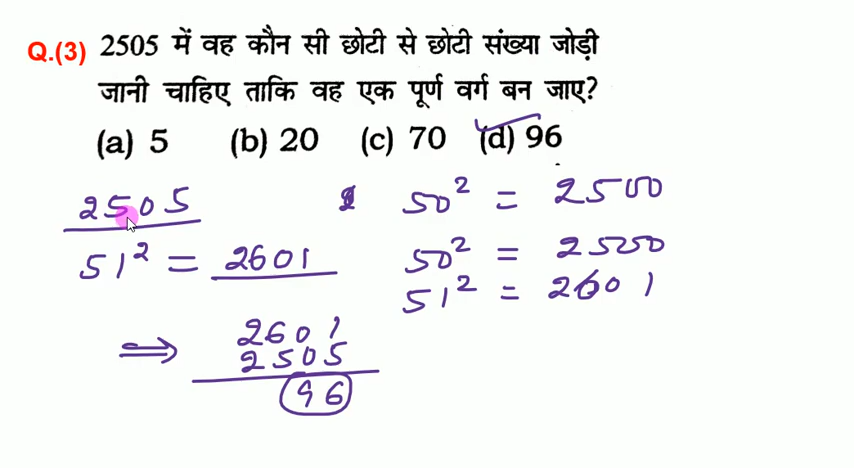 Q.(3) 2505 में वह कौन सी छोटी से छोटी संख्या जोड़ी
जानी चाहिए ताकि वह एक पूर्ण वर्ग बन जाए?
(a) 5 (b) 20 (c) 70 (d) 96
2505
50² = 2500
51² = 2601
50² = 2500
51² = 2601
⇒ 2601
2505
96